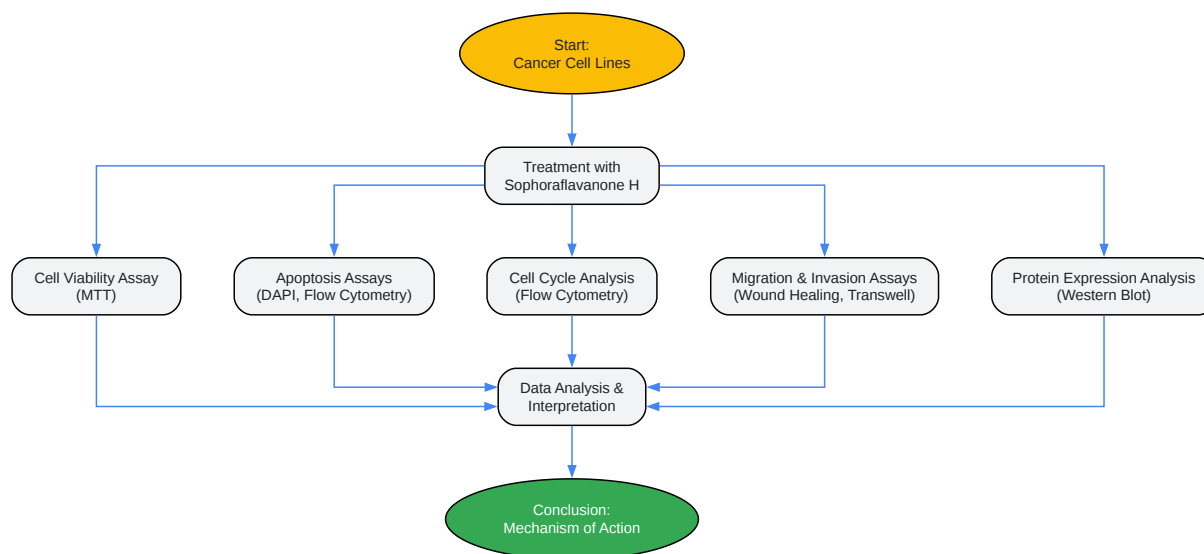 Start:
Cancer Cell Lines
Treatment with
Sophoraflavanone H
Cell Viability Assay
(MTT)
Apoptosis Assays
(DAPI, Flow Cytometry)
Cell Cycle Analysis
(Flow Cytometry)
Migration & Invasion Assays
(Wound Healing, Transwell)
Protein Expression Analysis
(Western Blot)
Data Analysis &
Interpretation
Conclusion:
Mechanism of Action